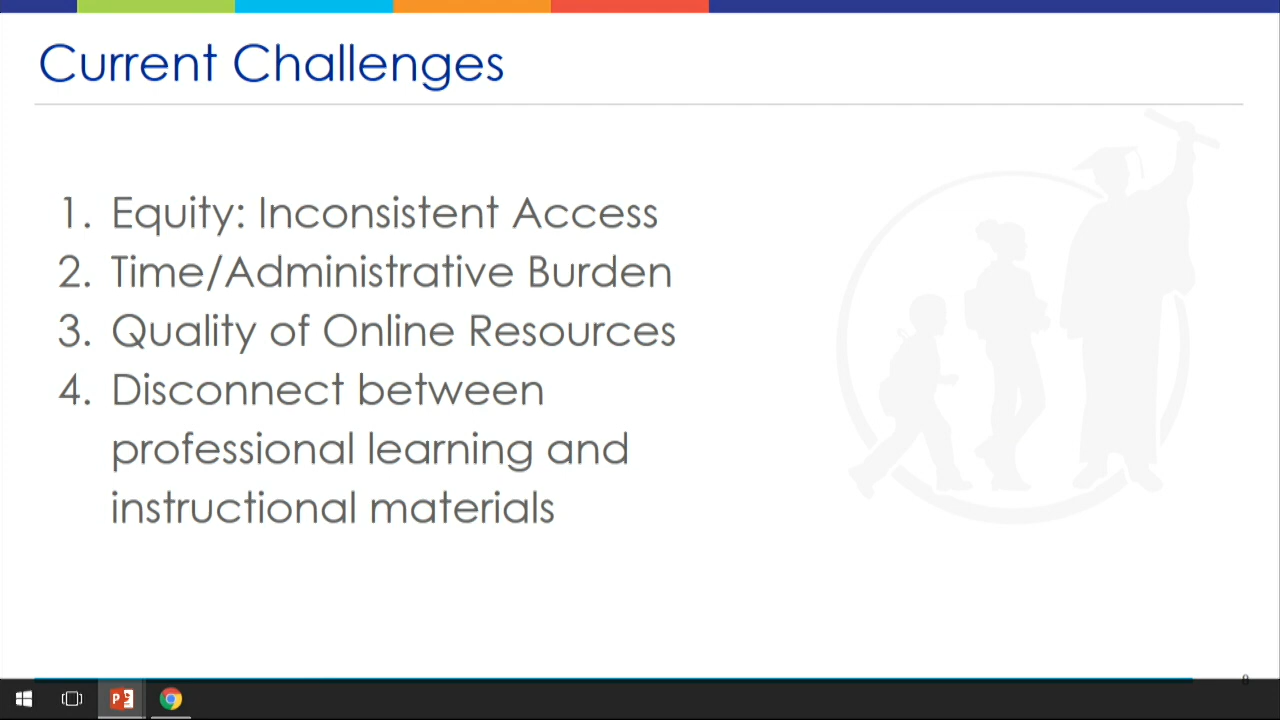 Current Challenges
1. Equity: Inconsistent Access
2. Time/Administrative Burden
3. Quality of Online Resources
4. Disconnect between
professional learning and
instructional materials